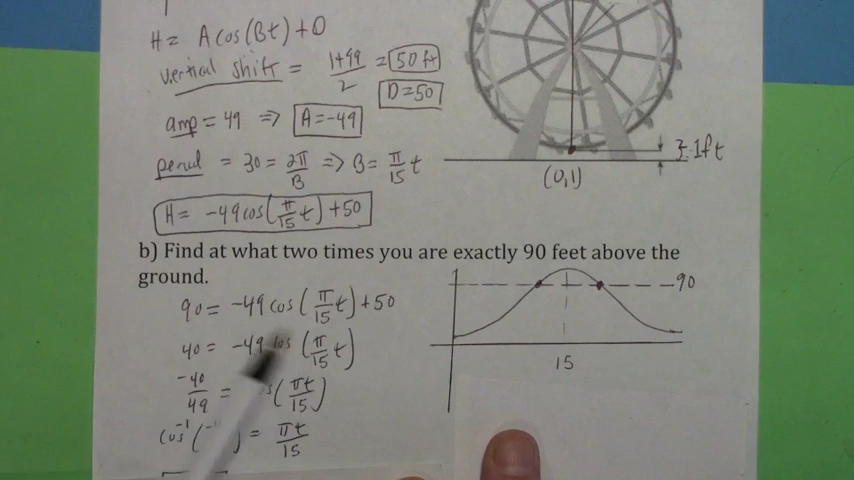 H = A cos(Bt) + D
vertical shift = 1+99/2 = 50 ft
D = 50
amp = 49 => A = -49
period = 30 = 2π/B => B = π/15 t
H = -49 cos(π/15 t) + 50
1ft
(0,1)
b) Find at what two times you are exactly 90 feet above the
ground.
90 = -49 cos(π/15 t) + 50
40 = -49 cos(π/15 t)
-40/49 = (πt/15)
cos⁻¹( ) = πt/15
90
15